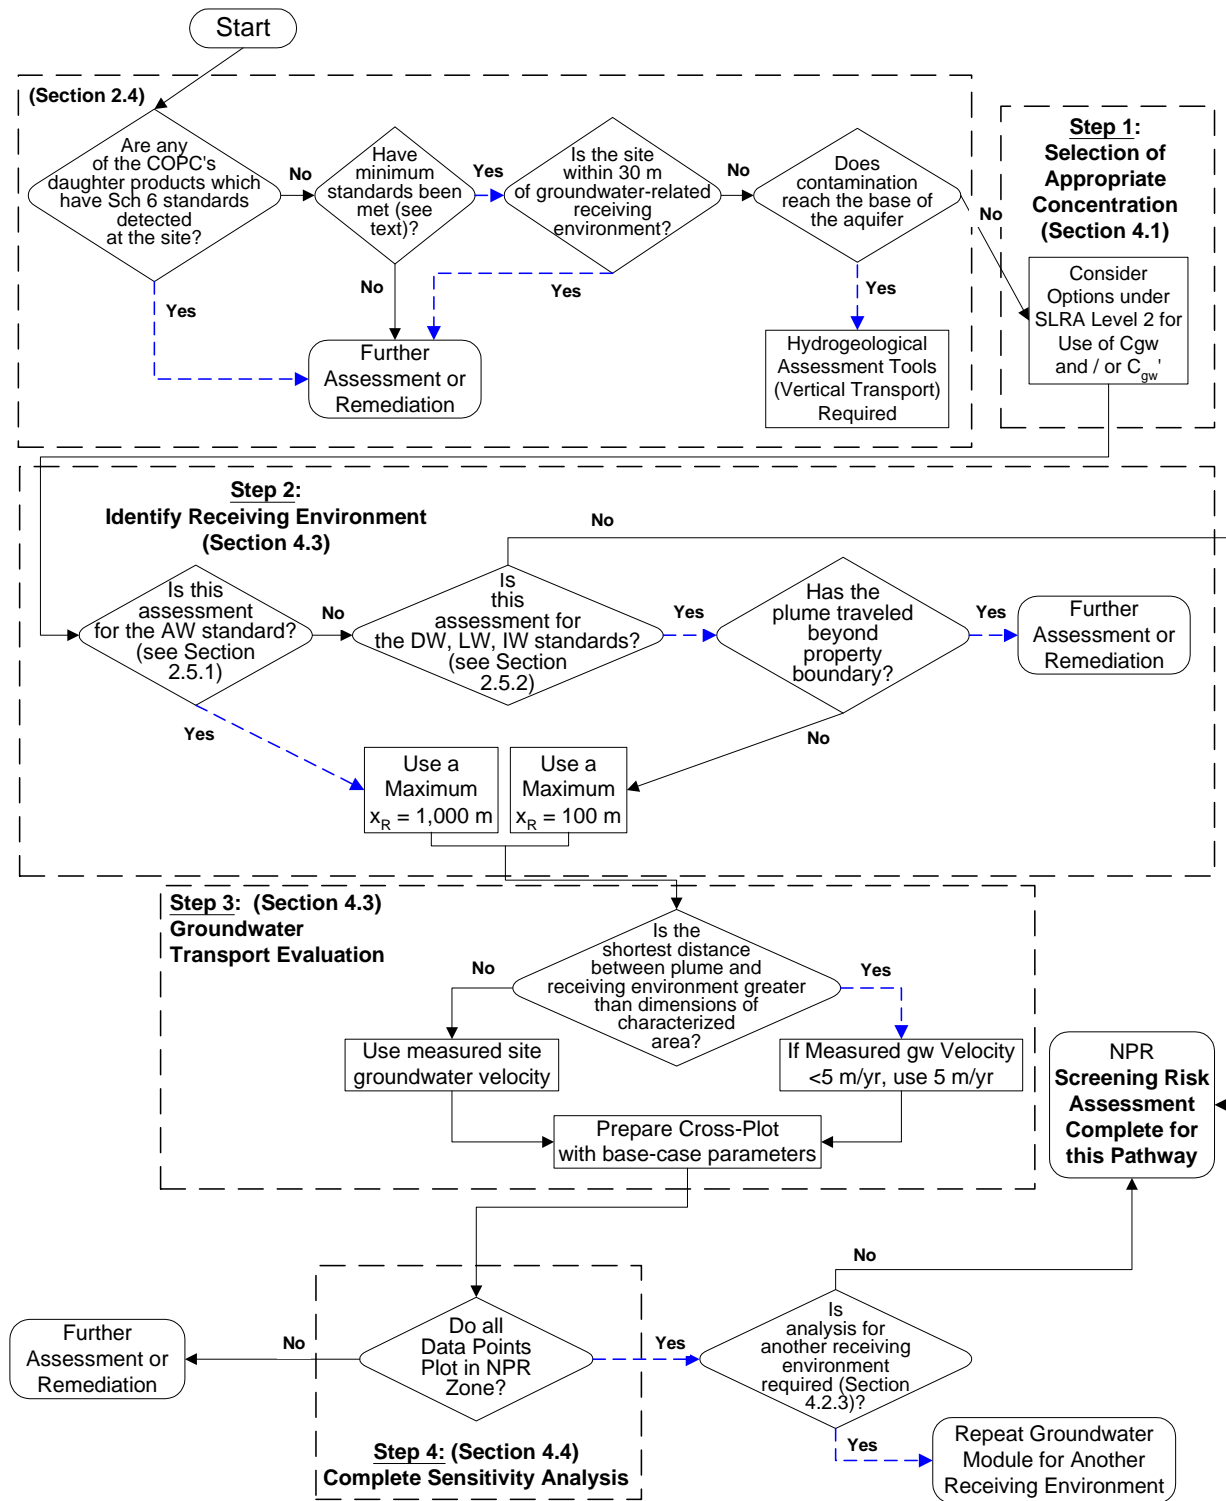 Start
(Section 2.4)
Are any
of the COPC's
daughter products which
have Sch 6 standards
detected
at the site?
No
Yes
Have
minimum
standards been
met (see
text)?
Yes
No
Is the site
within 30 m
of groundwater-related
receiving
environment?
No
Yes
Does
contamination
reach the base of
the aquifer
No
Yes
Further
Assessment or
Remediation
Hydrogeological
Assessment Tools
(Vertical Transport)
Required
Step 1:
Selection of
Appropriate
Concentration
(Section 4.1)
Consider
Options under
SLRA Level 2 for
Use of Cgw
and / or Cgw'
Step 2:
Identify Receiving Environment
(Section 4.3)
Is this
assessment
for the AW standard?
(see Section
2.5.1)
No
Yes
Is
this
assessment for
the DW, LW, IW standards?
(see Section
2.5.2)
No
Yes
Has the
plume traveled
beyond
property
boundary?
Yes
No
Further
Assessment or
Remediation
Use a
Maximum
xR = 1,000 m
Use a
Maximum
xR = 100 m
Step 3: (Section 4.3)
Groundwater
Transport Evaluation
Is the
shortest distance
between plume and
receiving environment greater
than dimensions of
characterized
area?
No
Yes
Use measured site
groundwater velocity
If Measured gw Velocity
<5 m/yr, use 5 m/yr
Prepare Cross-Plot
with base-case parameters
NPR
Screening Risk
Assessment
Complete for
this Pathway
Do all
Data Points
Plot in NPR
Zone?
No
Yes
Further
Assessment or
Remediation
Step 4: (Section 4.4)
Complete Sensitivity Analysis
Is
analysis for
another receiving
environment
required (Section
4.2.3)?
No
Yes
Repeat Groundwater
Module for Another
Receiving Environment